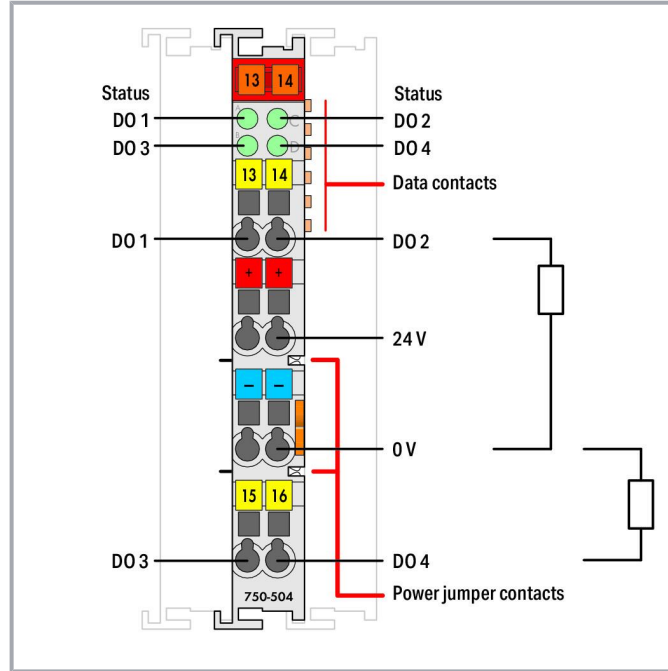 13 14
Status
Status
DO 1
A
C
DO 2
DO 3
D
DO 4
13 14
Data contacts
DO 1
DO 2
+ +
24 V
− −
0 V
15 16
DO 3
DO 4
750-504
Power jumper contacts